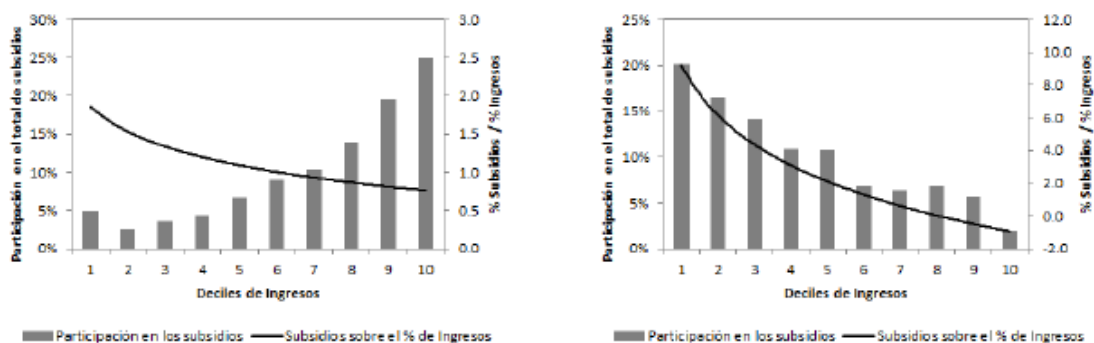 Participación en el total de subsidios
30%
25%
20%
15%
10%
5%
0%
3.0
2.5
2.0
1.5
1.0
0.5
0.0
% Subsidios / % Ingresos
1 2 3 4 5 6 7 8 9 10
Deciles de Ingresos
Participación en los subsidios Subsidios sobre el % de Ingresos
Participación en el total de subsidios
25%
20%
15%
10%
5%
0%
12.0
10.0
8.0
6.0
4.0
2.0
0.0
-2.0
% Subsidios / % Ingresos
1 2 3 4 5 6 7 8 9 10
Deciles de Ingresos
Participación en los subsidios Subsidios sobre el % de Ingresos